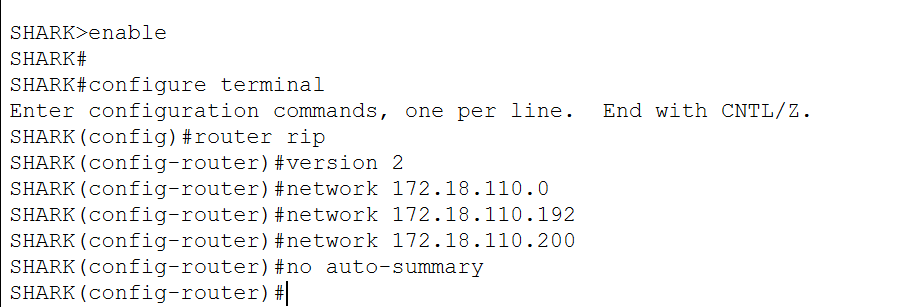 SHARK>enable
SHARK#
SHARK#configure terminal
Enter configuration commands, one per line.  End with CNTL/Z.
SHARK(config)#router rip
SHARK(config-router)#version 2
SHARK(config-router)#network 172.18.110.0
SHARK(config-router)#network 172.18.110.192
SHARK(config-router)#network 172.18.110.200
SHARK(config-router)#no auto-summary
SHARK(config-router)#